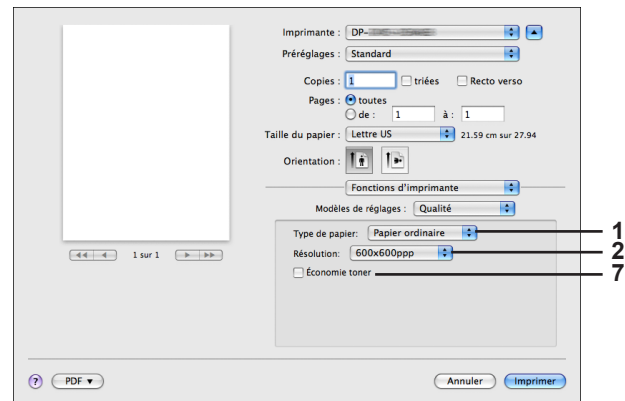 Imprimante : DP-
Préréglages : Standard
Copies : 1 triées Recto verso
Pages : toutes
de : 1 à : 1
Taille du papier : Lettre US 21.59 cm sur 27.94
Orientation :
Fonctions d'imprimante
Modèles de réglages : Qualité
Type de papier: Papier ordinaire 1
Résolution: 600x600ppp 2
Économie toner 7
1 sur 1
? PDF ▼ Annuler Imprimer